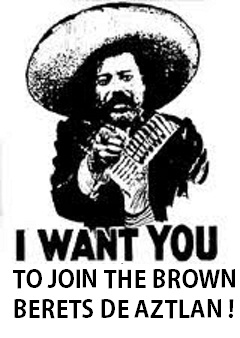 I WANT YOU
TO JOIN THE BROWN
BERETS DE AZTLAN !